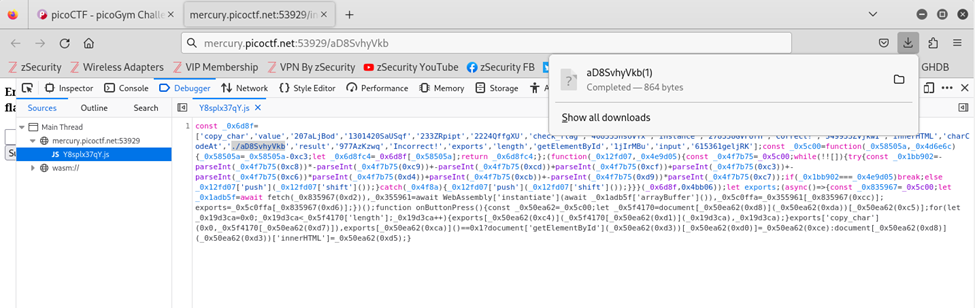 picoCTF - picoGym Challe ×
mercury.picoctf.net:53929/in ×
mercury.picoctf.net:53929/aD8SvhyVkb
zSecurity Wireless Adapters VIP Membership VPN By zSecurity zSecurity YouTube zSecurity FB GHDB
aD8SvhyVkb(1)
Completed — 864 bytes
Show all downloads
Inspector Console Debugger Network Style Editor Performance Memory Storage
Sources Outline Search
Y8splx37qY.js ×
Main Thread
mercury.picoctf.net:53929
JS Y8splx37qY.js
wasm://
1 const _0x6d8f=
['copy_char','value','207aLjBod','1301420SaUSqf','233ZRpipt','2224QffgXU','check_flag',
odeAt','./aD8SvhyVkb','result','977AzKzwq','Incorrect!','exports','length','getElementById','1jIrMBu','input','615361geljRK'];const _0x5c00=function(_0x58505a,_0x4d6e6c)
{_0x58505a=_0x58505a-0xc3;let _0x6d8fc4=_0x6d8f[_0x58505a];return _0x6d8fc4;};(function(_0x12fd07,_0x4e9d05){const _0x4f7b75=_0x5c00;while(!![]){try{const _0x1bb902=-
parseInt(_0x4f7b75(0xc8))*-parseInt(_0x4f7b75(0xc9))+-parseInt(_0x4f7b75(0xcd))+parseInt(_0x4f7b75(0xcf))+parseInt(_0x4f7b75(0xc3))+-
parseInt(_0x4f7b75(0xc6))*parseInt(_0x4f7b75(0xd4))+parseInt(_0x4f7b75(0xcb))+-parseInt(_0x4f7b75(0xd9))*parseInt(_0x4f7b75(0xc7));if(_0x1bb902===_0x4e9d05)break;else
_0x12fd07['push'](_0x12fd07['shift']());}catch(_0x4f8a){_0x12fd07['push'](_0x12fd07['shift']());}}}(_0x6d8f,0x4bb06));let exports;(async()=>{const _0x835967=_0x5c00;let
_0x1adb5f=await fetch(_0x835967(0xd2)),_0x355961=await WebAssembly['instantiate'](await _0x1adb5f['arrayBuffer']()),_0x5c0ffa=_0x355961[_0x835967(0xcc)];
exports=_0x5c0ffa[_0x835967(0xd6)];})();function onButtonPress(){const _0x50ea62=_0x5c00;let _0x5f4170=document[_0x50ea62(0xd8)](_0x50ea62(0xda))[_0x50ea62(0xc5)];for(let
_0x19d3ca=0x0;_0x19d3ca<_0x5f4170['length'];_0x19d3ca++){exports[_0x50ea62(0xc4)](_0x5f4170[_0x50ea62(0xd1)](_0x19d3ca),_0x19d3ca);}exports['copy_char']
(0x0,_0x5f4170[_0x50ea62(0xd7)]),exports[_0x50ea62(0xca)]()==0x1?document['getElementById'](_0x50ea62(0xd3))[_0x50ea62(0xd0)]=_0x50ea62(0xce):document[_0x50ea62(0xd8)]
(_0x50ea62(0xd3))['innerHTML']=_0x50ea62(0xd5);}